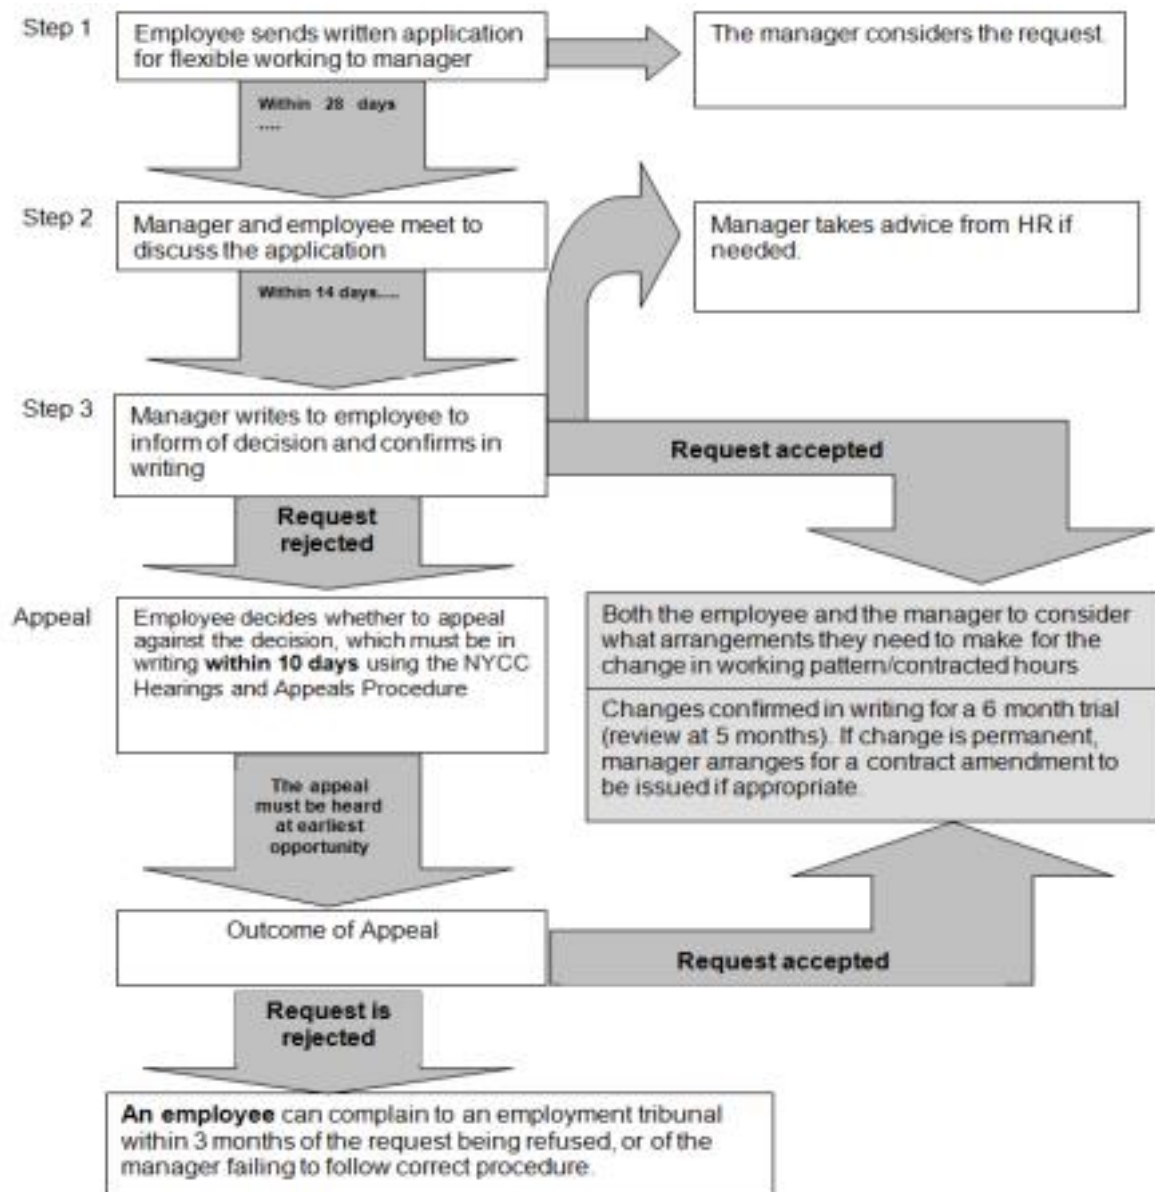 Step 1
Employee sends written application
for flexible working to manager
The manager considers the request.
Within 28 days
....
Step 2
Manager and employee meet to
discuss the application
Manager takes advice from HR if
needed.
Within 14 days....
Step 3
Manager writes to employee to
inform of decision and confirms in
writing
Request accepted
Request
rejected
Appeal
Employee decides whether to appeal
against the decision, which must be in
writing within 10 days using the NYCC
Hearings and Appeals Procedure
Both the employee and the manager to consider
what arrangements they need to make for the
change in working pattern/contracted hours
Changes confirmed in writing for a 6 month trial
(review at 5 months). If change is permanent,
manager arranges for a contract amendment to
be issued if appropriate.
The appeal
must be heard
at earliest
opportunity
Outcome of Appeal
Request accepted
Request is
rejected
An employee can complain to an employment tribunal
within 3 months of the request being refused, or of the
manager failing to follow correct procedure.